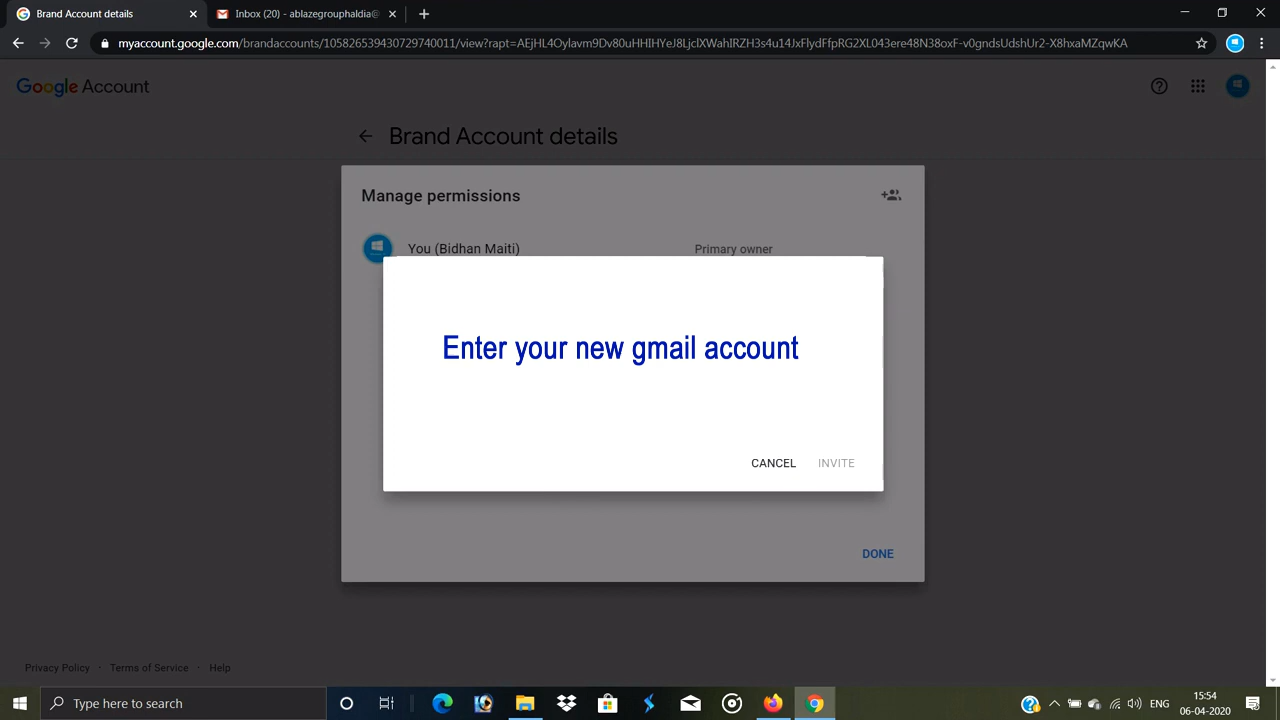 Brand Account details
Inbox (20) - ablazegrouphaldia@
myaccount.google.com/brandaccounts/105826539430729740011/view?rapt=AEjHL4Oylavm9Dv80uHHIHYeJ8LjclXWahIRZH3s4u14JxFlydFfpRG2XL043ere48N38oxF-v0gndsUdshUr2-X8hxaMZqwKA
Google Account
Brand Account details
Manage permissions
You (Bidhan Maiti)
Primary owner
Enter your new gmail account
CANCEL INVITE
DONE
Privacy Policy · Terms of Service · Help
Type here to search
ENG
15:54
06-04-2020